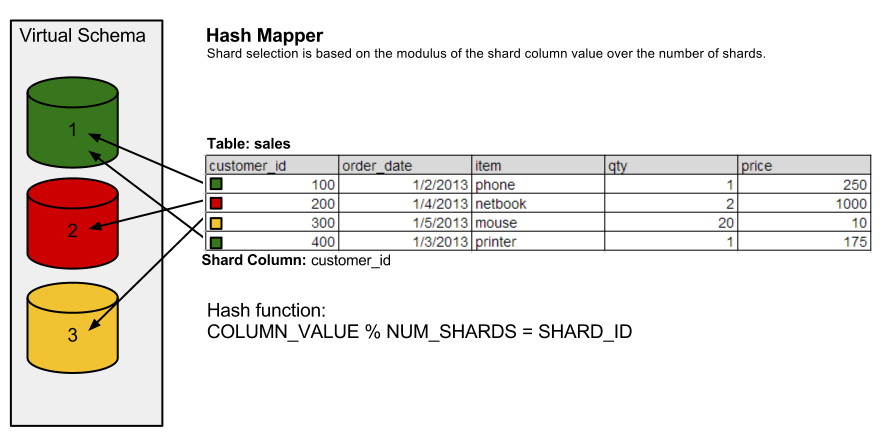 Virtual Schema
1
2
3
Hash Mapper
Shard selection is based on the modulus of the shard column value over the number of shards.
Table: sales
customer_id order_date item qty price
100 1/2/2013 phone 1 250
200 1/4/2013 netbook 2 1000
300 1/5/2013 mouse 20 10
400 1/3/2013 printer 1 175
Shard Column: customer_id
Hash function:
COLUMN_VALUE % NUM_SHARDS = SHARD_ID